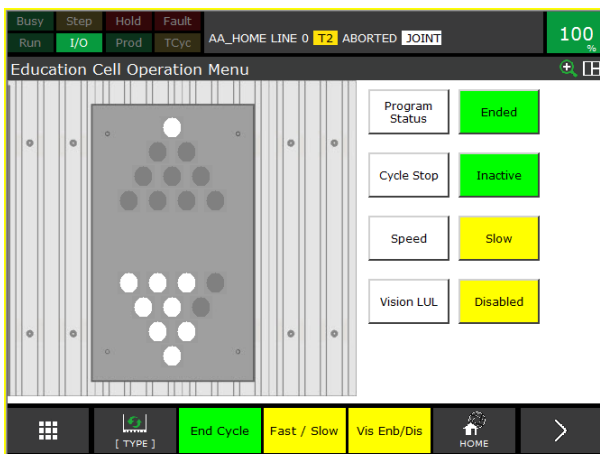 Busy Step Hold Fault
Run I/O Prod TCyc
AA_HOME LINE 0 T2 ABORTED JOINT
100
%
Education Cell Operation Menu
Program
Status
Ended
Cycle Stop
Inactive
Speed
Slow
Vision LUL
Disabled
[ TYPE ]
End Cycle
Fast / Slow
Vis Enb/Dis
HOME